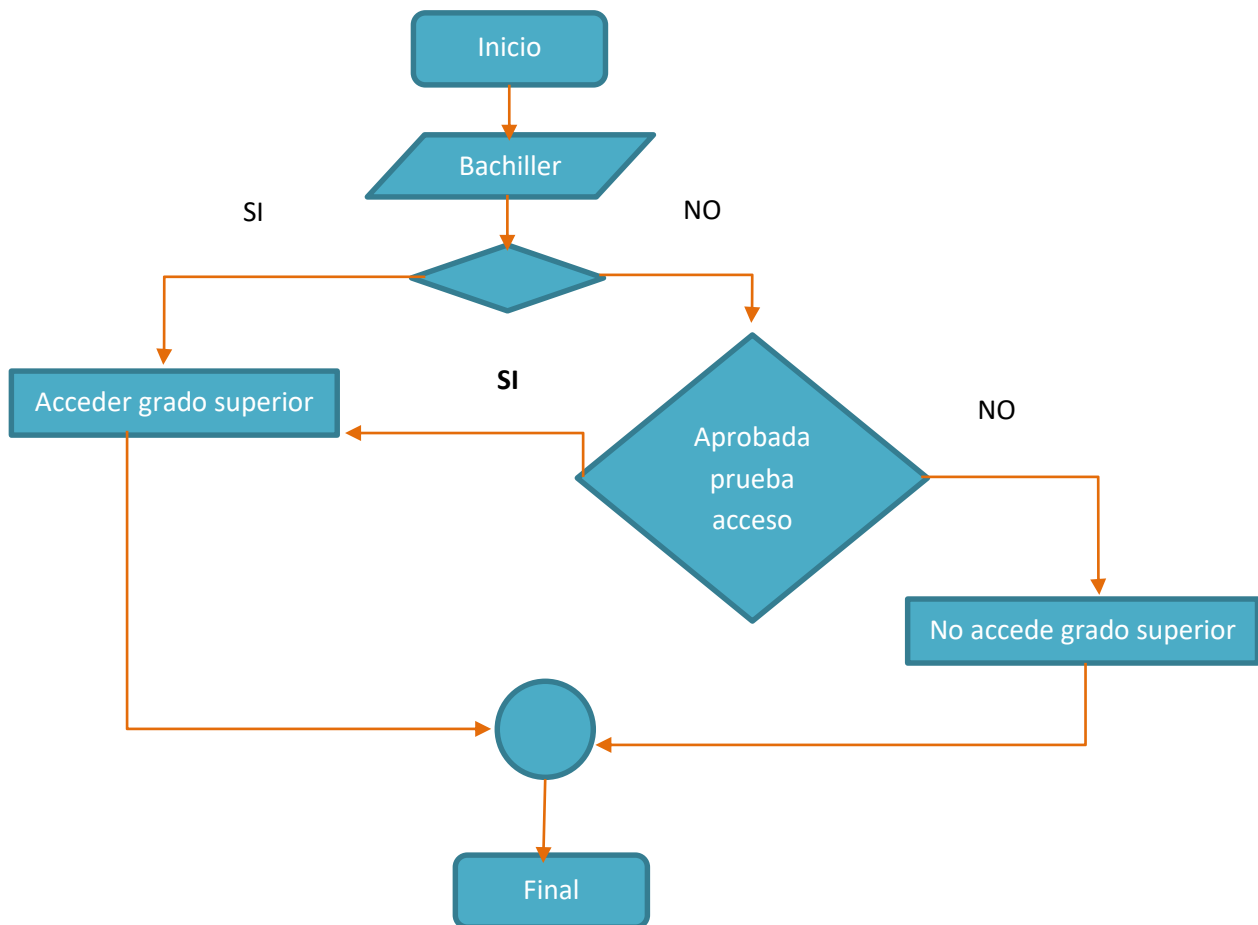 Inicio
Bachiller
SI
NO
Acceder grado superior
SI
NO
Aprobada
prueba
acceso
No accede grado superior
Final